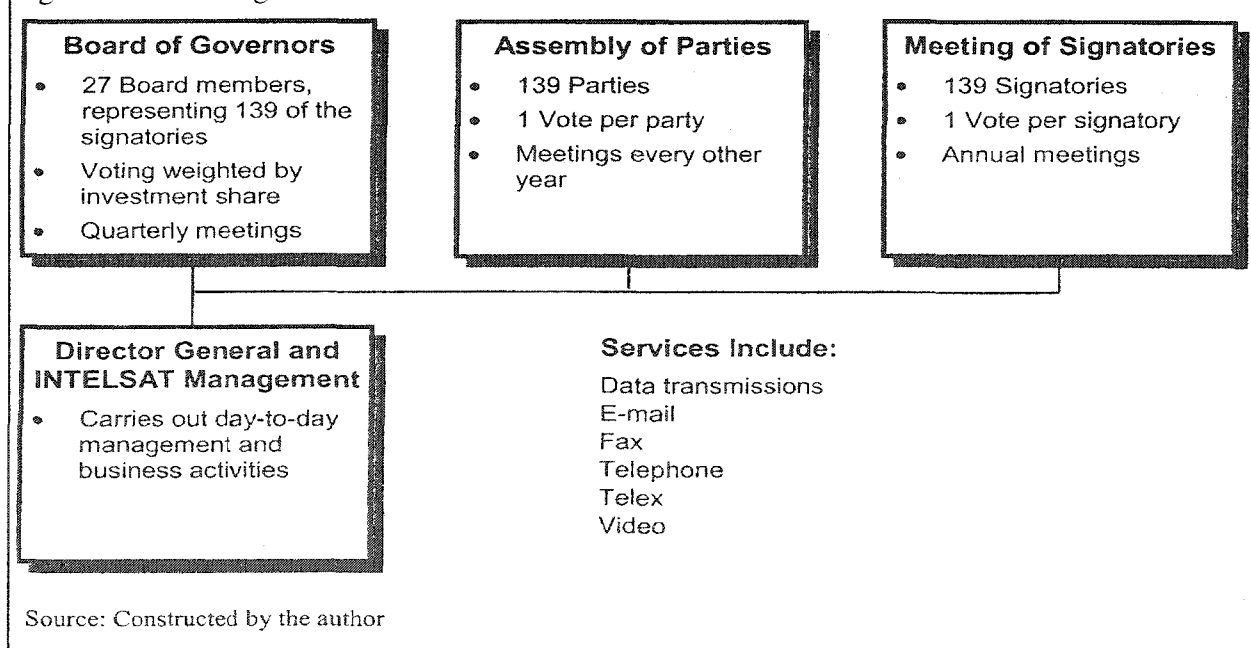 Board of Governors
• 27 Board members,
representing 139 of the
signatories
• Voting weighted by
investment share
• Quarterly meetings
Assembly of Parties
• 139 Parties
• 1 Vote per party
• Meetings every other
year
Meeting of Signatories
• 139 Signatories
• 1 Vote per signatory
• Annual meetings
Director General and
INTELSAT Management
• Carries out day-to-day
management and
business activities
Services Include:
Data transmissions
E-mail
Fax
Telephone
Telex
Video
Source: Constructed by the author